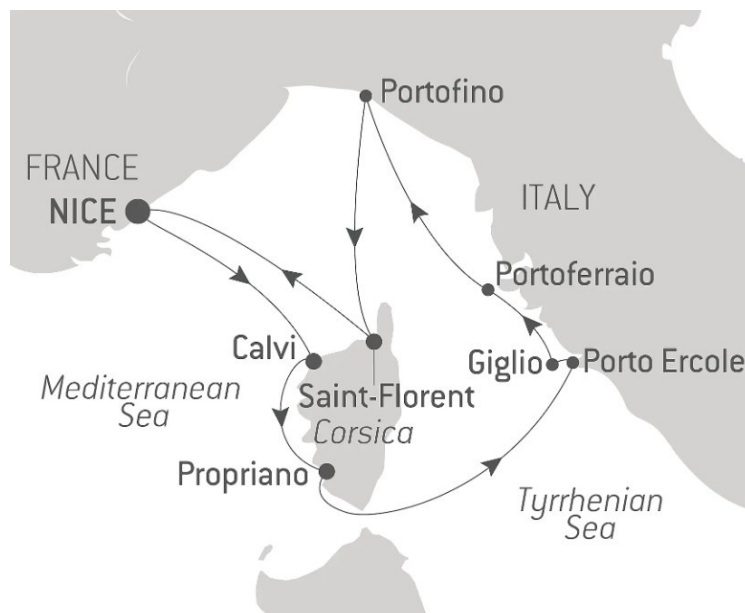 Portofino
FRANCE
NICE
ITALY
Portoferraio
Calvi
Giglio
Porto Ercole
Mediterranean
Sea
Saint-Florent
Corsica
Propriano
Tyrrhenian
Sea